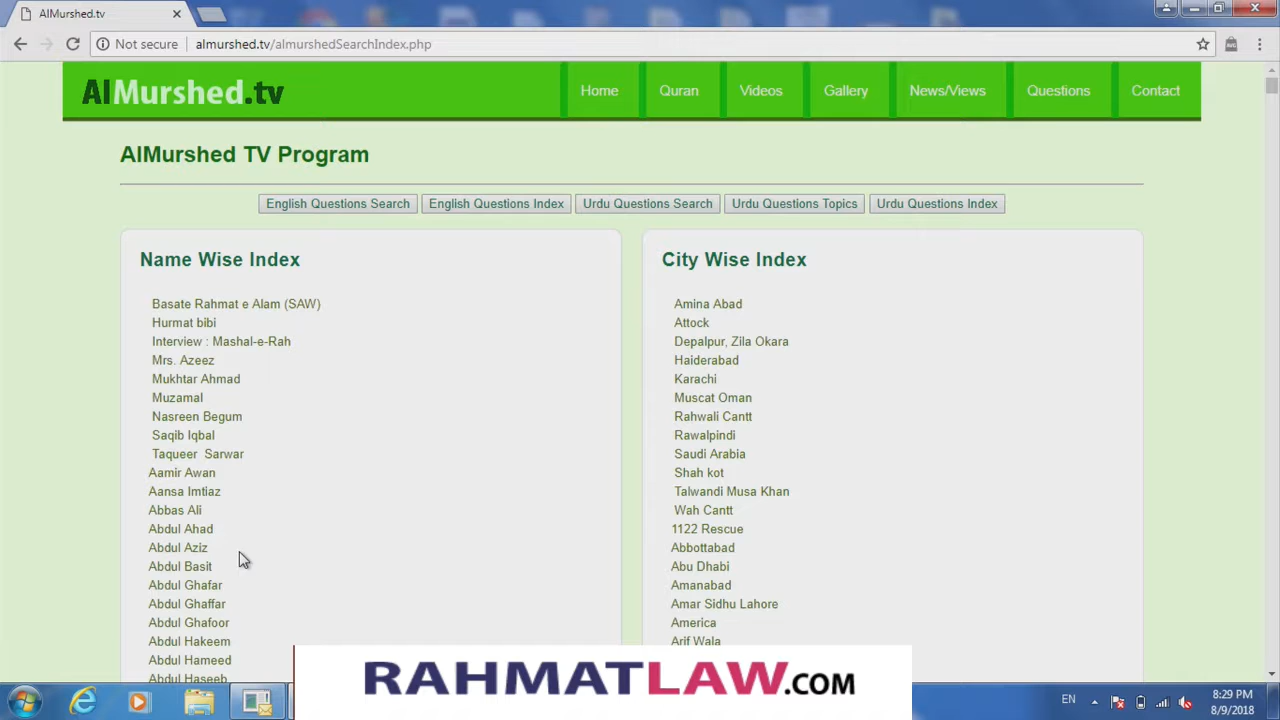 AlMurshed.tv
Not secure
almurshed.tv/almurshedSearchIndex.php
AlMurshed.tv
Home
Quran
Videos
Gallery
News/Views
Questions
Contact
AlMurshed TV Program
English Questions Search
English Questions Index
Urdu Questions Search
Urdu Questions Topics
Urdu Questions Index
Name Wise Index
Basate Rahmat e Alam (SAW)
Hurmat bibi
Interview : Mashal-e-Rah
Mrs. Azeez
Mukhtar Ahmad
Muzamal
Nasreen Begum
Saqib Iqbal
Taqueer Sarwar
Aamir Awan
Aansa Imtiaz
Abbas Ali
Abdul Ahad
Abdul Aziz
Abdul Basit
Abdul Ghafar
Abdul Ghaffar
Abdul Ghafoor
Abdul Hakeem
Abdul Hameed
Abdul Haseeb
City Wise Index
Amina Abad
Attock
Depalpur, Zila Okara
Haiderabad
Karachi
Muscat Oman
Rahwali Cantt
Rawalpindi
Saudi Arabia
Shah kot
Talwandi Musa Khan
Wah Cantt
1122 Rescue
Abbottabad
Abu Dhabi
Amanabad
Amar Sidhu Lahore
America
Arif Wala
RAHMATLAW.COM
EN
8:29 PM
8/9/2018